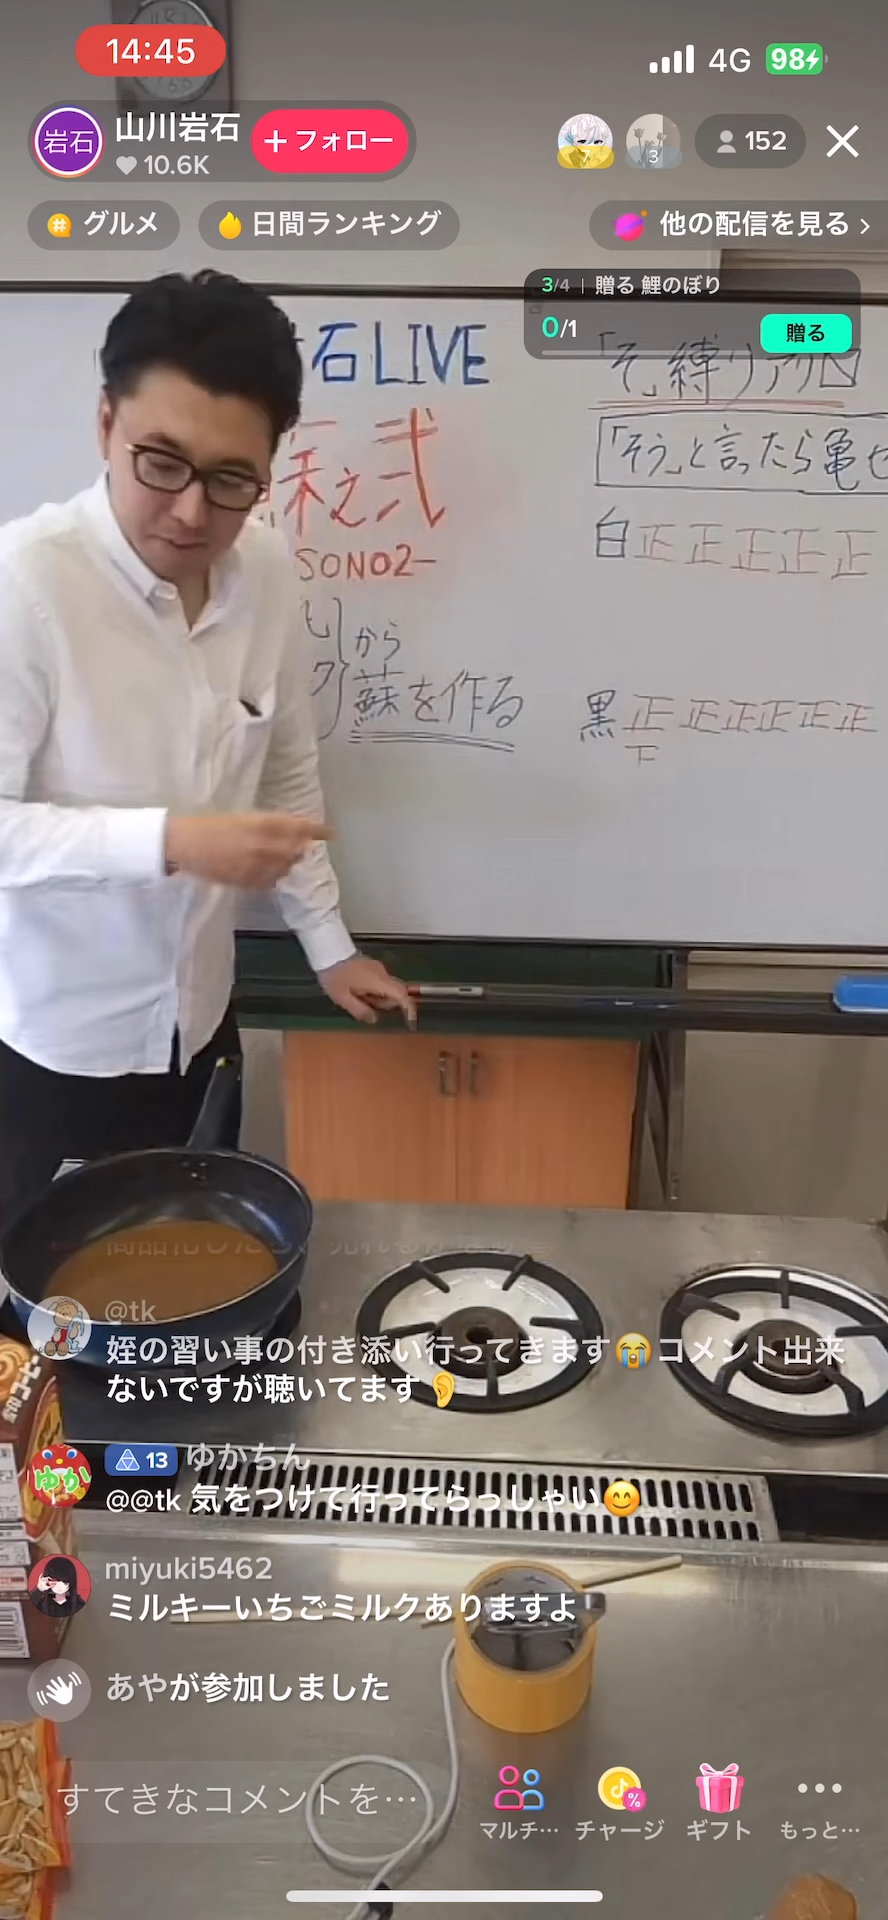 14:45
4G 98
岩石
山川岩石
10.6K
+ フォロー
7
3
152
グルメ
日間ランキング
他の配信を見る
3/4 | 贈る 鯉のぼり
0/1
贈る
石LIVE
「そ」縛り
「そう」と言ったら亀
蘇之弐
SONO2-
白正正正正正
から
蘇を作る
黒正正正正正正
下
@tk
姪の習い事の付き添い行ってきます😭コメント出来
ないですが聴いてます👂
ゆか
13 ゆかちん
@@tk 気をつけて行ってらっしゃい😊
miyuki5462
ミルキーいちごミルクありますよ
あやが参加しました
すてきなコメントを…
マルチ…
チャージ
ギフト
もっと…